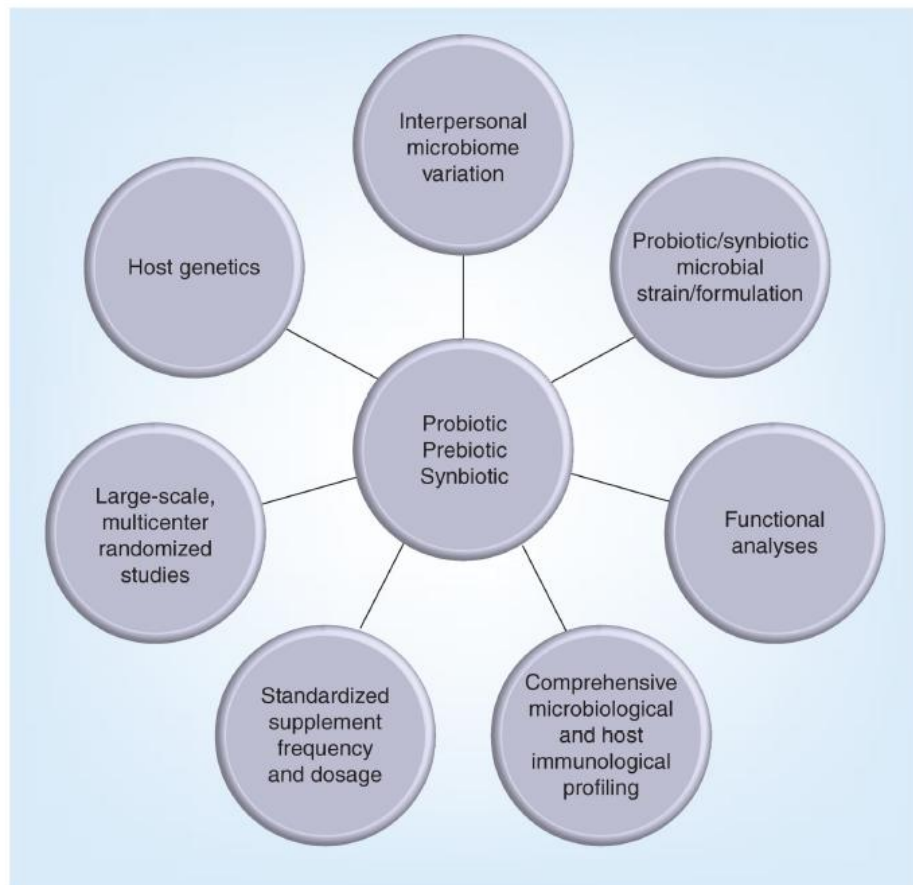 Interpersonal
microbiome
variation
Probiotic/synbiotic
microbial
strain/formulation
Functional
analyses
Comprehensive
microbiological
and host
immunological
profiling
Standardized
supplement
frequency
and dosage
Large-scale,
multicenter
randomized
studies
Host genetics
Probiotic
Prebiotic
Synbiotic